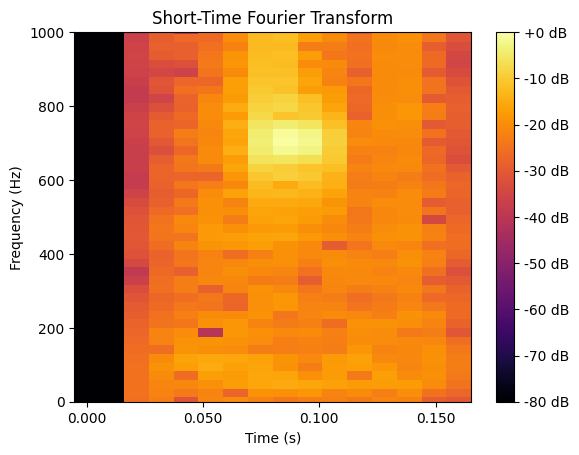 Short-Time Fourier Transform
1000
800
600
400
200
0
Frequency (Hz)
0.000
0.050
0.100
0.150
Time (s)
+0 dB
-10 dB
-20 dB
-30 dB
-40 dB
-50 dB
-60 dB
-70 dB
-80 dB